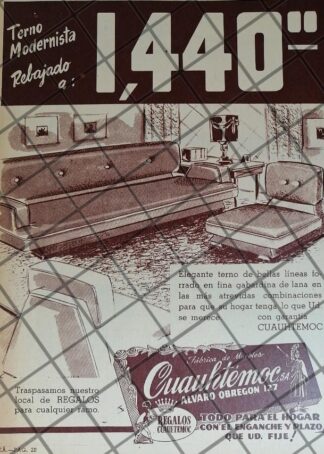 Terno
Modernista
Rebajado
a:
1,440oo
Elegante terno de bellas líneas fo-
rrado en fina gabardina de lana en
las más atrevidas combinaciones
para que su hogar tenga lo que Ud.
se merece con garantía
CUAUHTEMOC
Traspasamos nuestro
local de REGALOS
para cualquier ramo.
Fábrica de Muebles
Cuauhtemoc SA
ALVARO OBREGON 137
REGALOS
CUAUHTEMOC
TODO PARA EL HOGAR
CON EL ENGANCHE Y PLAZO
QUE UD. FIJE!